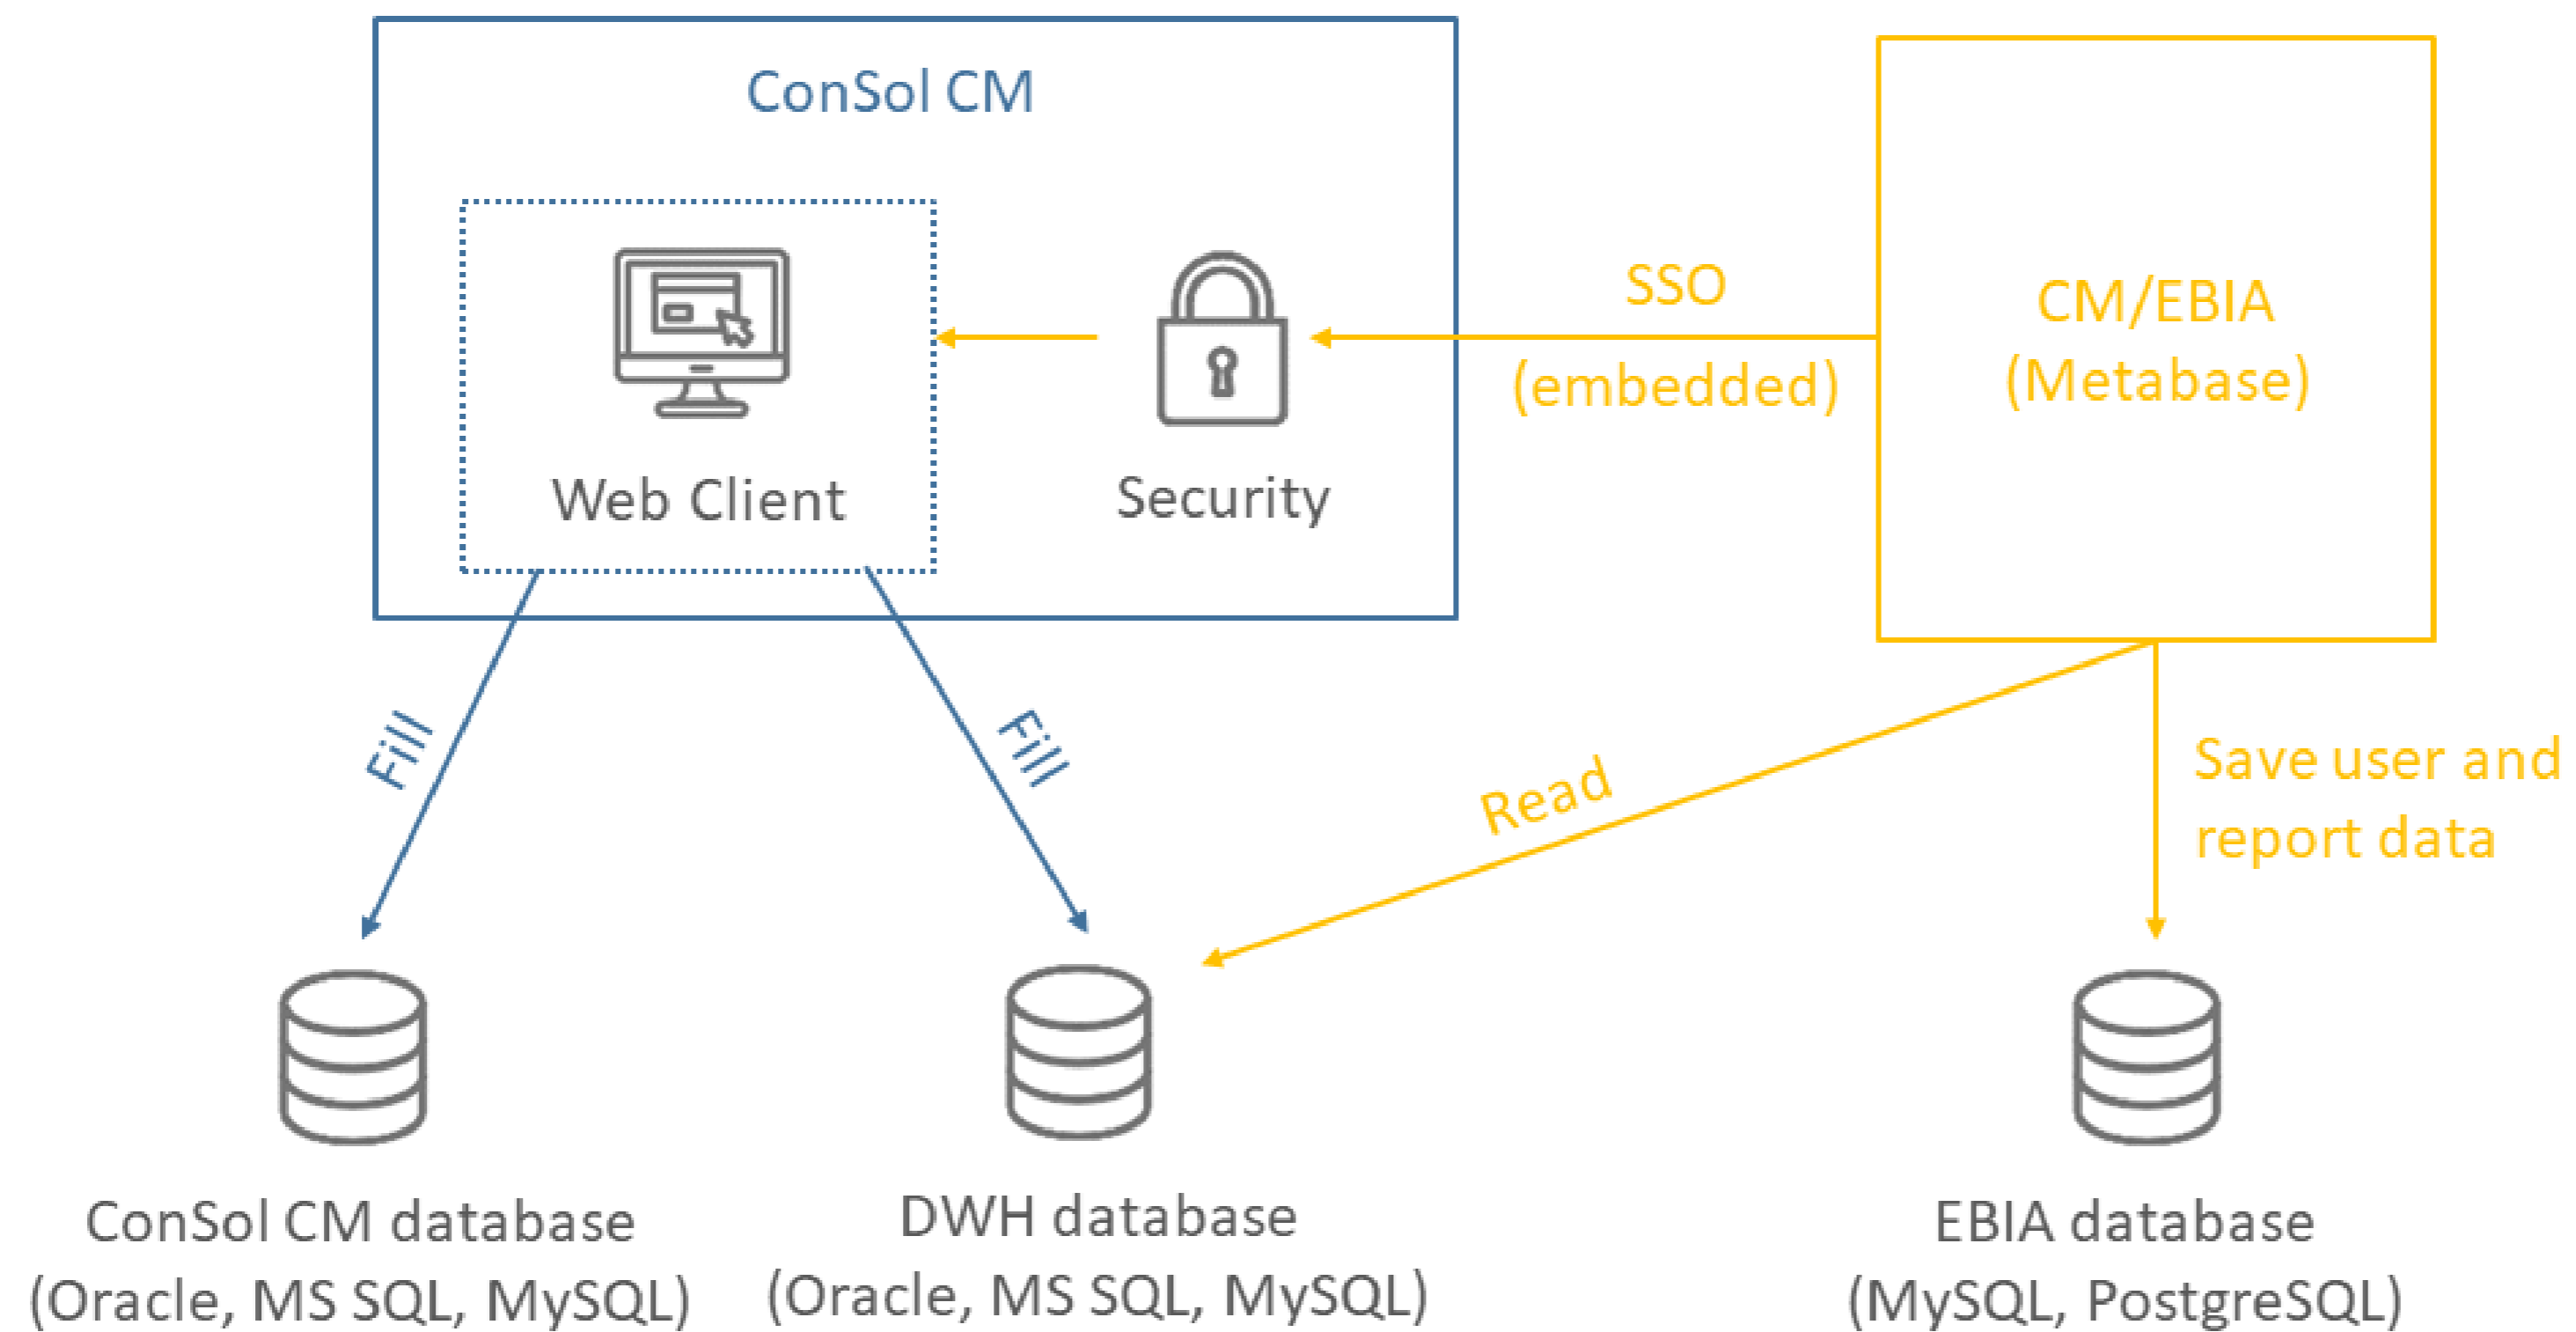 ConSol CM
Web Client
Security
SSO
(embedded)
CM/EBIA
(Metabase)
Fill
Fill
Read
Save user and
report data
ConSol CM database
(Oracle, MS SQL, MySQL)
DWH database
(Oracle, MS SQL, MySQL)
EBIA database
(MySQL, PostgreSQL)